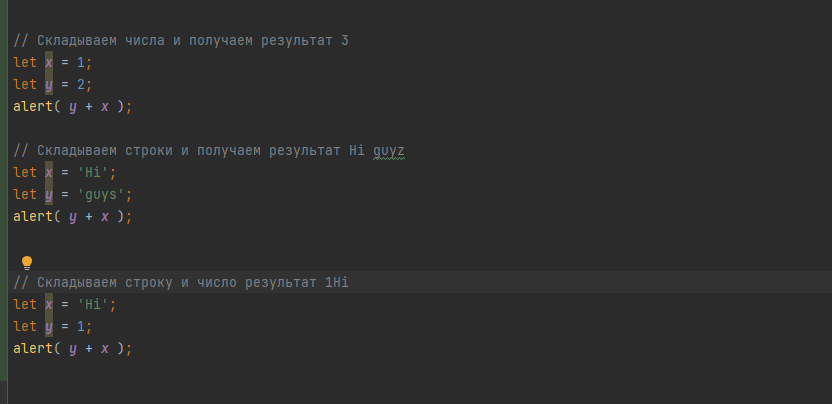 // Складываем числа и получаем результат 3
let x = 1;
let y = 2;
alert( y + x );
// Складываем строки и получаем результат Hi guyz
let x = 'Hi';
let y = 'guys';
alert( y + x );
// Складываем строку и число результат 1Hi
let x = 'Hi';
let y = 1;
alert( y + x );